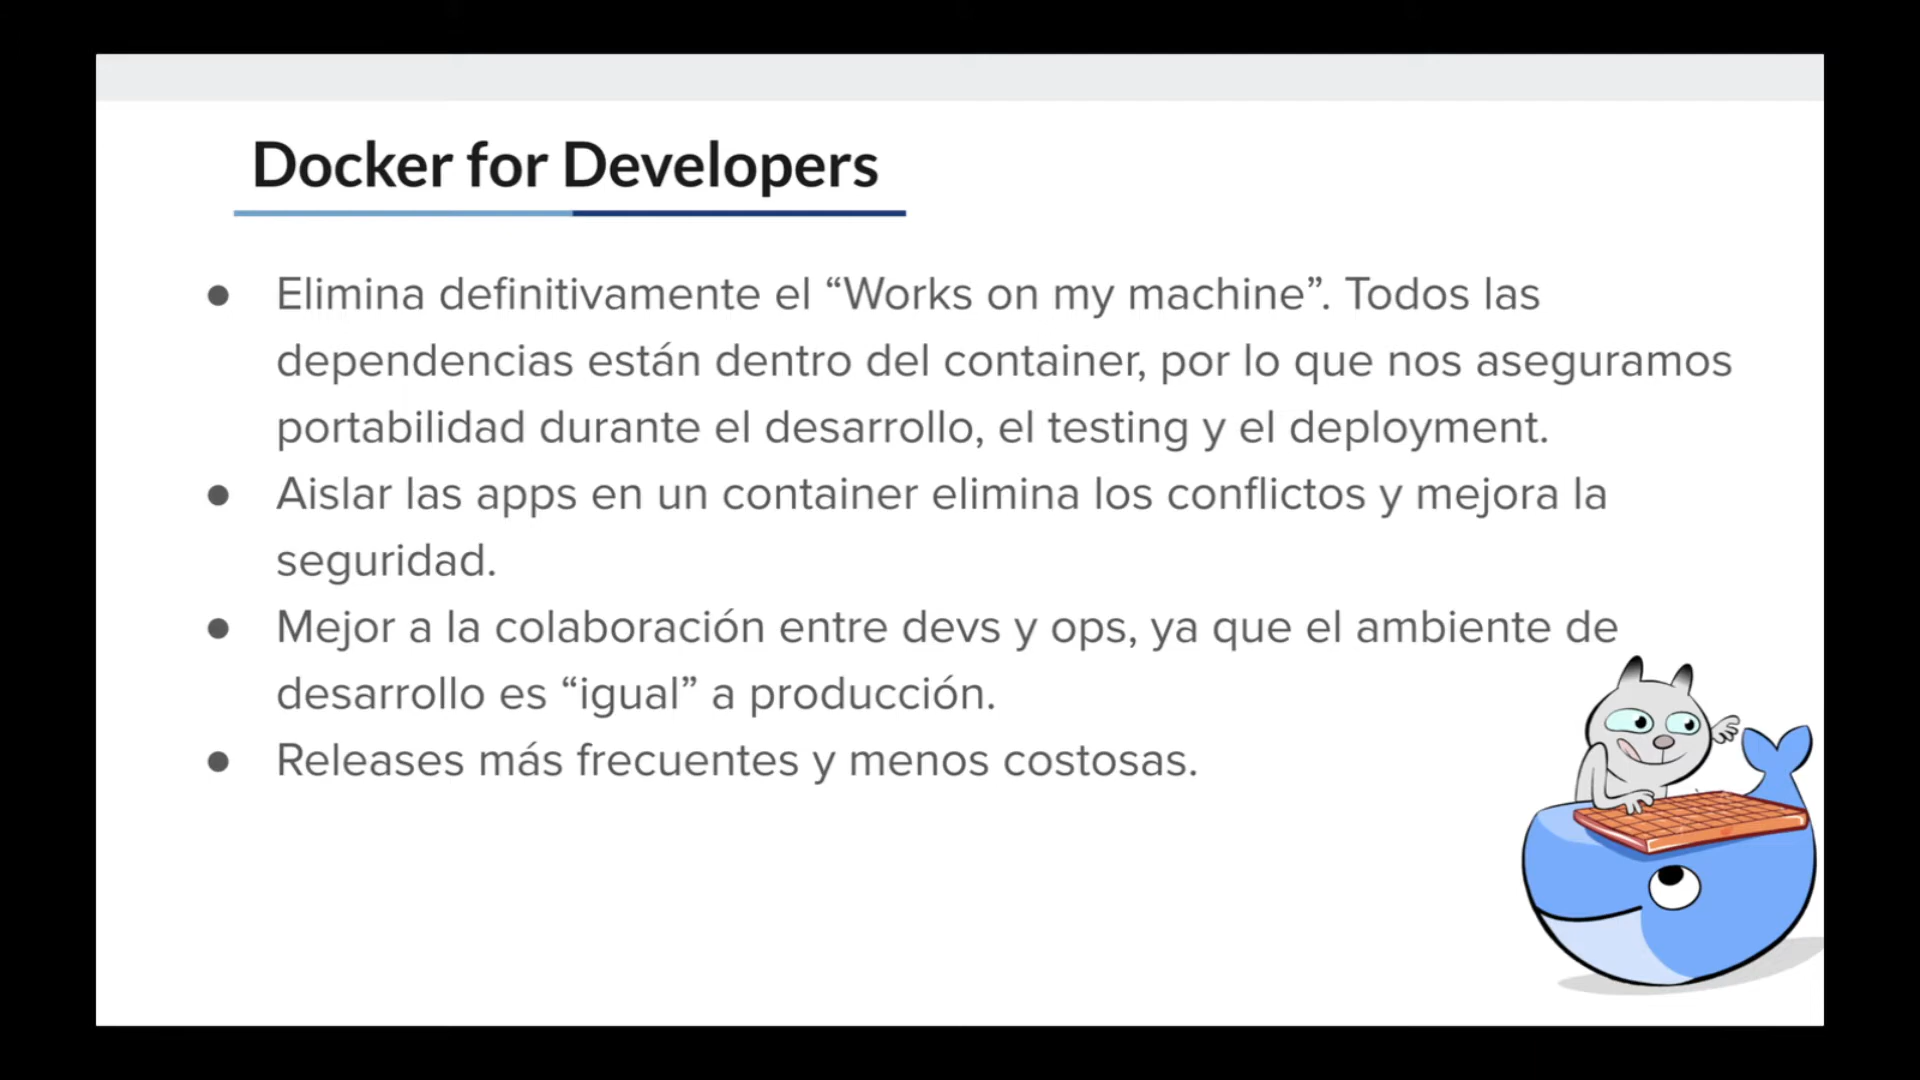 Docker for Developers
● Elimina definitivamente el “Works on my machine”. Todos las
dependencias están dentro del container, por lo que nos aseguramos
portabilidad durante el desarrollo, el testing y el deployment.
● Aislar las apps en un container elimina los conflictos y mejora la
seguridad.
● Mejor a la colaboración entre devs y ops, ya que el ambiente de
desarrollo es “igual” a producción.
● Releases más frecuentes y menos costosas.